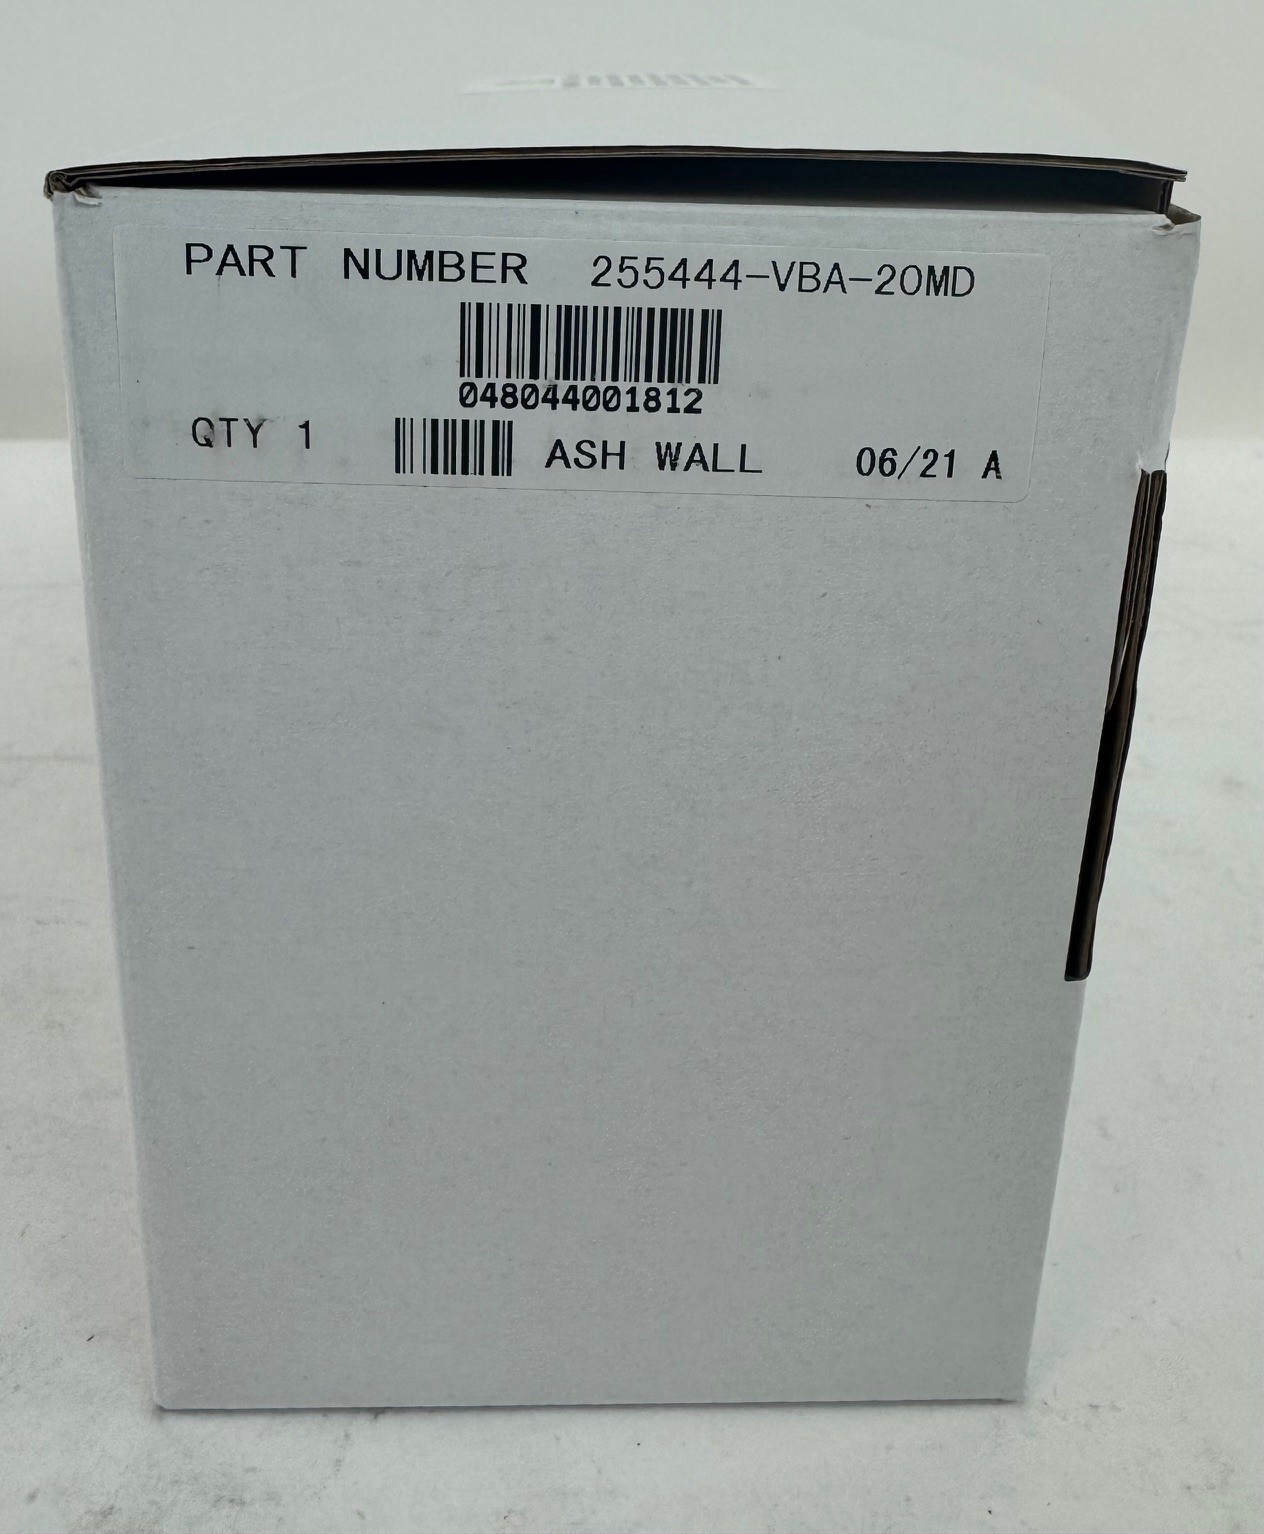 PART NUMBER 255444-VBA-20MD
048044001812
QTY 1 ASH WALL 06/21 A